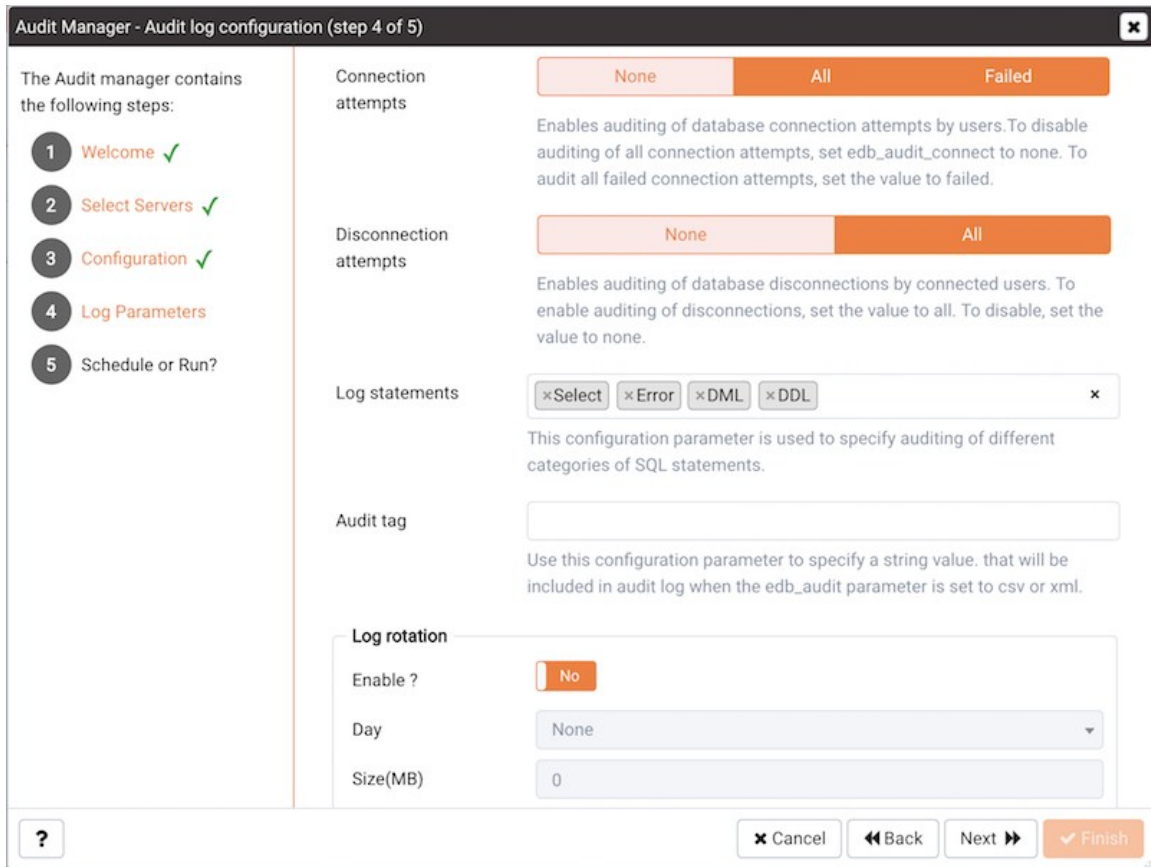 Audit Manager - Audit log configuration (step 4 of 5)
The Audit manager contains
the following steps:
1 Welcome
2 Select Servers
3 Configuration
4 Log Parameters
5 Schedule or Run?
Connection
attempts
None All Failed
Enables auditing of database connection attempts by users.To disable
auditing of all connection attempts, set edb_audit_connect to none. To
audit all failed connection attempts, set the value to failed.
Disconnection
attempts
None All
Enables auditing of database disconnections by connected users. To
enable auditing of disconnections, set the value to all. To disable, set the
value to none.
Log statements
×Select ×Error ×DML ×DDL ×
This configuration parameter is used to specify auditing of different
categories of SQL statements.
Audit tag
Use this configuration parameter to specify a string value. that will be
included in audit log when the edb_audit parameter is set to csv or xml.
Log rotation
Enable ? No
Day None
Size(MB) 0
? Cancel Back Next Finish